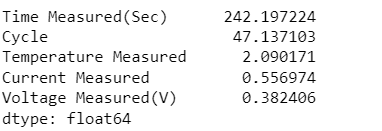 Time Measured(Sec) 242.197224
Cycle 47.137103
Temperature Measured 2.090171
Current Measured 0.556974
Voltage Measured(V) 0.382406
dtype: float64